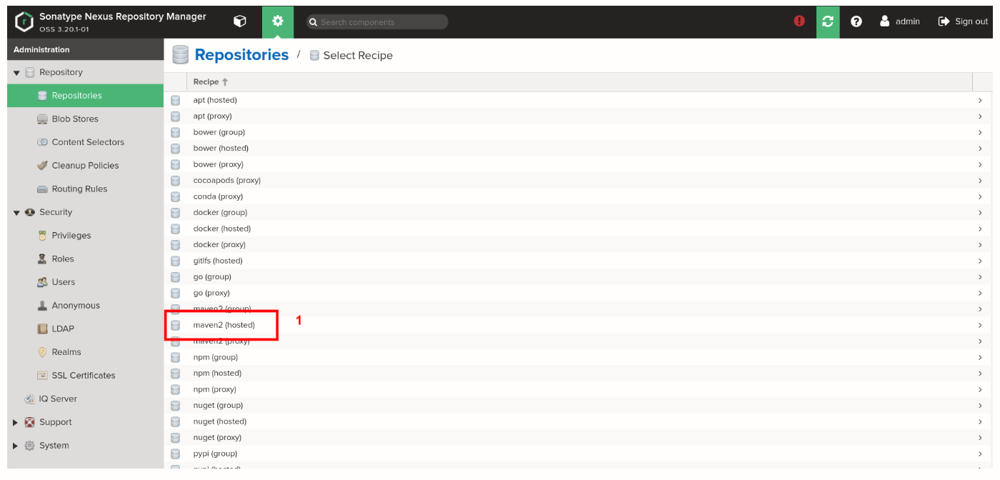 Sonatype Nexus Repository Manager
OSS 3.20.1-01
Search components
admin
Sign out
Administration
Repository
Repositories
Blob Stores
Content Selectors
Cleanup Policies
Routing Rules
Security
Privileges
Roles
Users
Anonymous
LDAP
Realms
SSL Certificates
IQ Server
Support
System
Repositories / Select Recipe
Recipe
apt (hosted)
apt (proxy)
bower (group)
bower (hosted)
bower (proxy)
cocoapods (proxy)
conda (proxy)
docker (group)
docker (hosted)
docker (proxy)
gitlfs (hosted)
go (group)
go (proxy)
maven2 (group)
maven2 (hosted)
1
maven2 (proxy)
npm (group)
npm (hosted)
npm (proxy)
nuget (group)
nuget (hosted)
nuget (proxy)
pypi (group)
pypi (hosted)